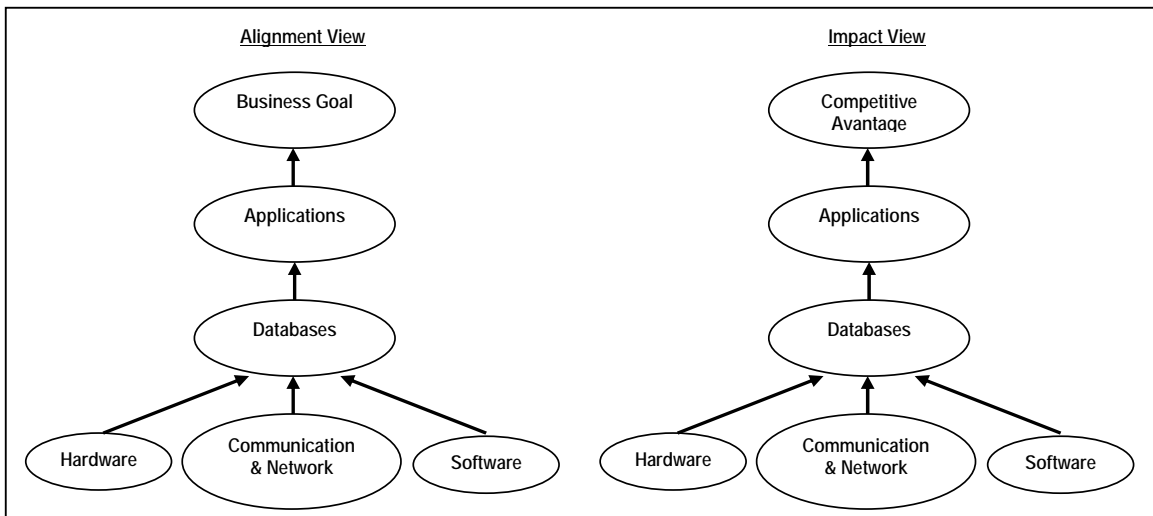 Alignment View
Business Goal
Applications
Databases
Hardware
Communication
& Network
Software
Impact View
Competitive
Avantage
Applications
Databases
Hardware
Communication
& Network
Software